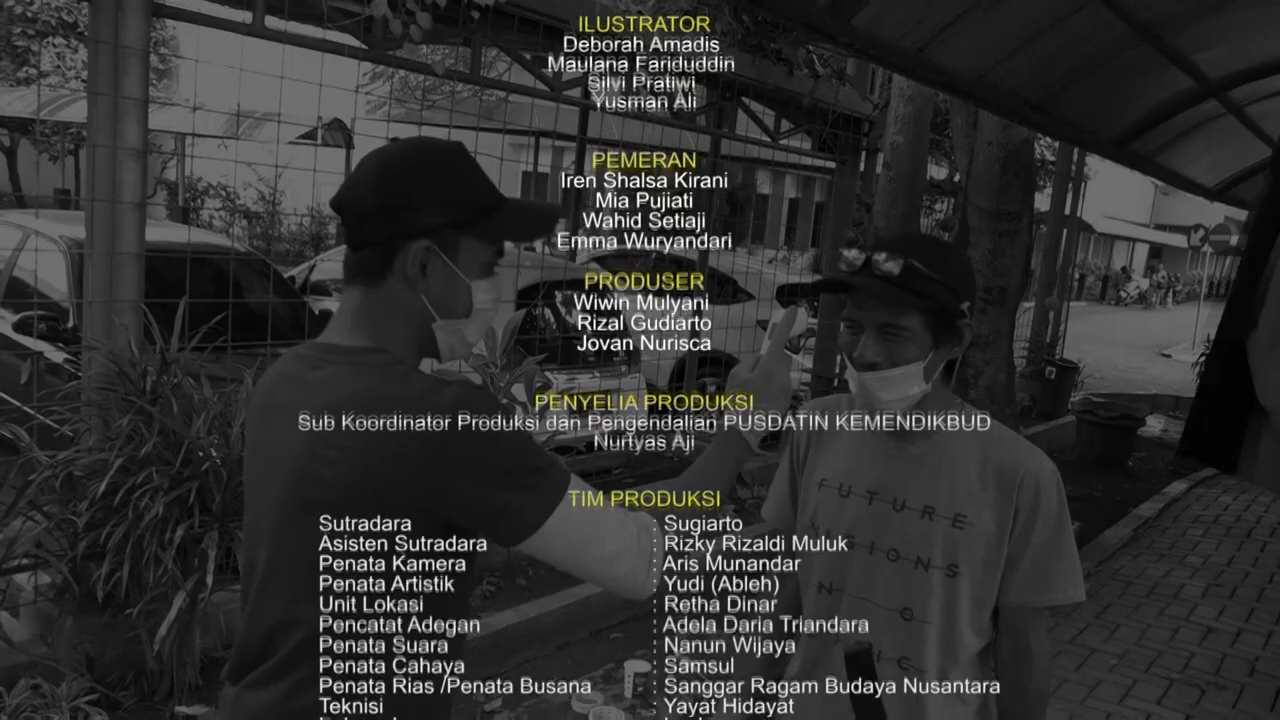 ILUSTRATOR
Deborah Amadis
Maulana Fariduddin
Silvi Pratiwi
Yusman Ali
PEMERAN
Iren Shalsa Kirani
Mia Pujiati
Wahid Setiaji
Emma Wuryandari
PRODUSER
Wiwin Mulyani
Rizal Gudiarto
Jovan Nurisca
PENYELIA PRODUKSI
Sub Koordinator Produksi dan Pengendalian PUSDATIN KEMENDIKBUD
Nurtyas Aji
TIM PRODUKSI
Sutradara : Sugiarto
Asisten Sutradara : Rizky Rizaldi Muluk
Penata Kamera : Aris Munandar
Penata Artistik : Yudi (Ableh)
Unit Lokasi : Retha Dinar
Pencatat Adegan : Adela Daria Triandara
Penata Suara : Nanun Wijaya
Penata Cahaya : Samsul
Penata Rias /Penata Busana : Sanggar Ragam Budaya Nusantara
Teknisi : Yayat Hidayat
FUTURE